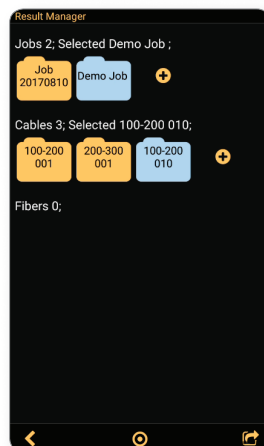 Result Manager
Jobs 2; Selected Demo Job ;
Job
20170810
Demo Job
Cables 3; Selected 100-200 010;
100-200
001
200-300
001
100-200
010
Fibers 0;